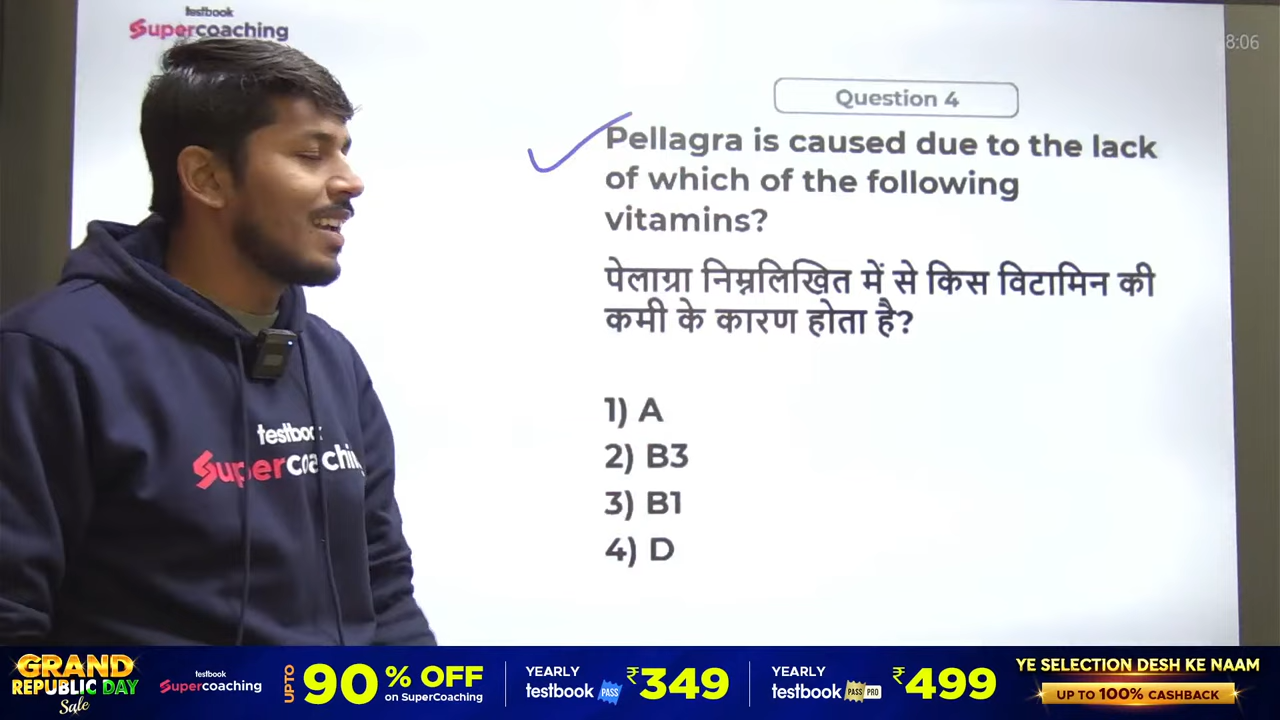 testbook
Supercoaching
8:06
Question 4
Pellagra is caused due to the lack
of which of the following
vitamins?
पेलाग्रा निम्नलिखित में से किस विटामिन की
कमी के कारण होता है?
1) A
2) B3
3) B1
4) D
testboo
Supercoachin
GRAND
REPUBLIC DAY
Sale
testbook
Supercoaching
UPTO
90% OFF
on SuperCoaching
YEARLY
testbook PASS
₹349
YEARLY
testbook PASS PRO
₹499
YE SELECTION DESH KE NAAM
UP TO 100% CASHBACK